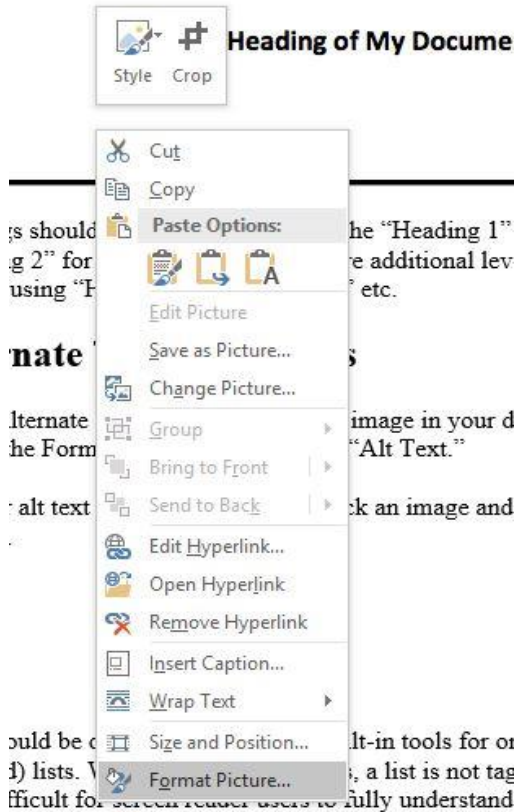 Style Crop
Heading of My Docume
Cut
Copy
Paste Options:
A
Edit Picture
Save as Picture...
Change Picture...
Group
Bring to Front
Send to Back
Edit Hyperlink...
Open Hyperlink
Remove Hyperlink
Insert Caption...
Wrap Text
Size and Position...
Format Picture...
gs should he “Heading 1”
g 2” for re additional lev
using “H ” etc.
rnate s
lternate image in your d
he Form “Alt Text.”
r alt text ck an image and
ould be lt-in tools for or
d) lists. , a list is not tag
fficult for screen reader users to fully understand